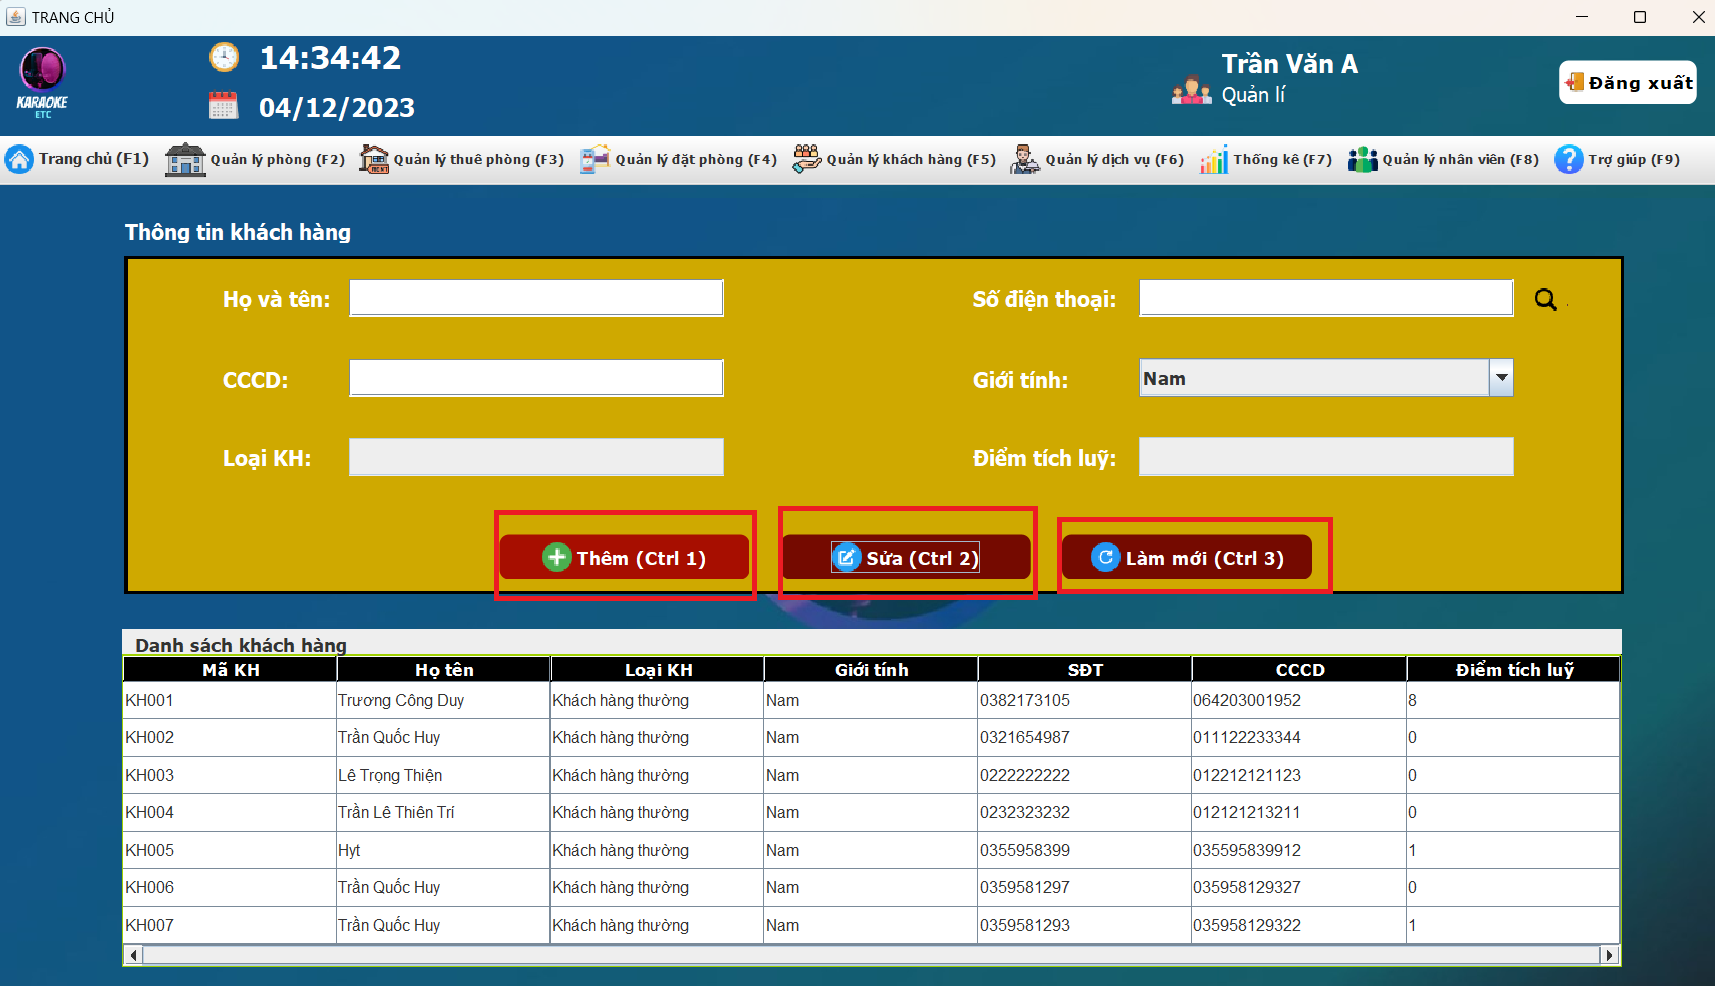 TRANG CHỦ
KARAOKE
ETC
14:34:42
04/12/2023
Trần Văn A
Quản lí
Đăng xuất
Trang chủ (F1) Quản lý phòng (F2) Quản lý thuê phòng (F3) Quản lý đặt phòng (F4) Quản lý khách hàng (F5) Quản lý dịch vụ (F6) Thống kê (F7) Quản lý nhân viên (F8) Trợ giúp (F9)
Thông tin khách hàng
Họ và tên: Số điện thoại:
CCCD: Giới tính: Nam
Loại KH: Điểm tích luỹ:
Thêm (Ctrl 1) Sửa (Ctrl 2) Làm mới (Ctrl 3)
Danh sách khách hàng
Mã KH Họ tên Loại KH Giới tính SĐT CCCD Điểm tích luỹ
KH001 Trương Công Duy Khách hàng thường Nam 0382173105 064203001952 8
KH002 Trần Quốc Huy Khách hàng thường Nam 0321654987 011122233344 0
KH003 Lê Trọng Thiện Khách hàng thường Nam 0222222222 012212121123 0
KH004 Trần Lê Thiên Trí Khách hàng thường Nam 0232323232 012121213211 0
KH005 Hyt Khách hàng thường Nam 0355958399 035595839912 1
KH006 Trần Quốc Huy Khách hàng thường Nam 0359581297 035958129327 0
KH007 Trần Quốc Huy Khách hàng thường Nam 0359581293 035958129322 1